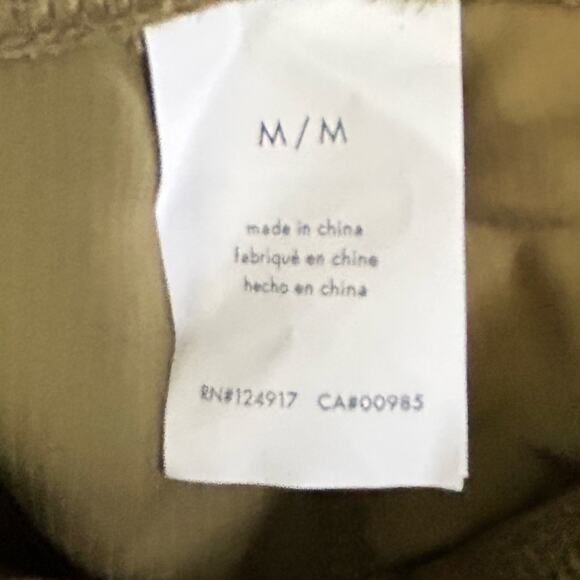 M / M
made in china
fabriqué en chine
hecho en china
RN#124917 CA#00985